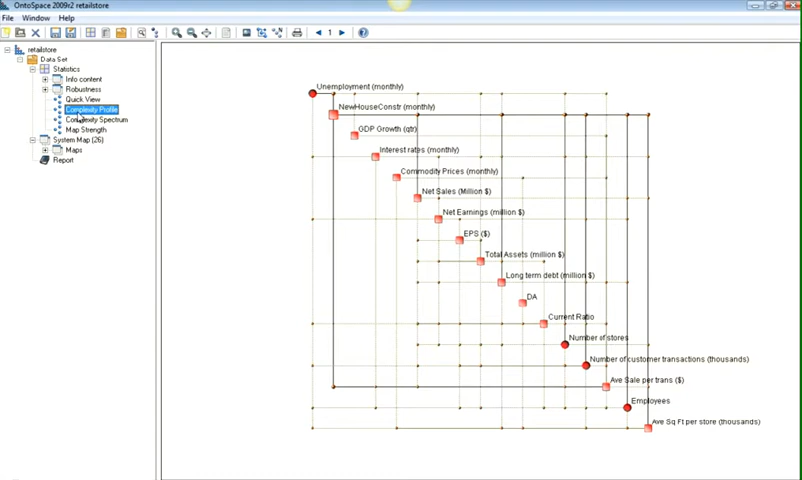 OntoSpace 2009r2 retailstore
File Window Help
1
retailstore
Data Set
Statistics
Info content
Robustness
Quick View
Complexity Profile
Complexity Spectrum
Map Strength
System Map (26)
Maps
Report
Unemployment (monthly)
NewHouseConstr (monthly)
GDP Growth (qtr)
Interest rates (monthly)
Commodity Prices (monthly)
Net Sales (Million $)
Net Earnings (million $)
EPS ($)
Total Assets (million $)
Long term debt (million $)
DA
Current Ratio
Number of stores
Number of customer transactions (thousands)
Ave Sale per trans ($)
Employees
Ave Sq Ft per store (thousands)